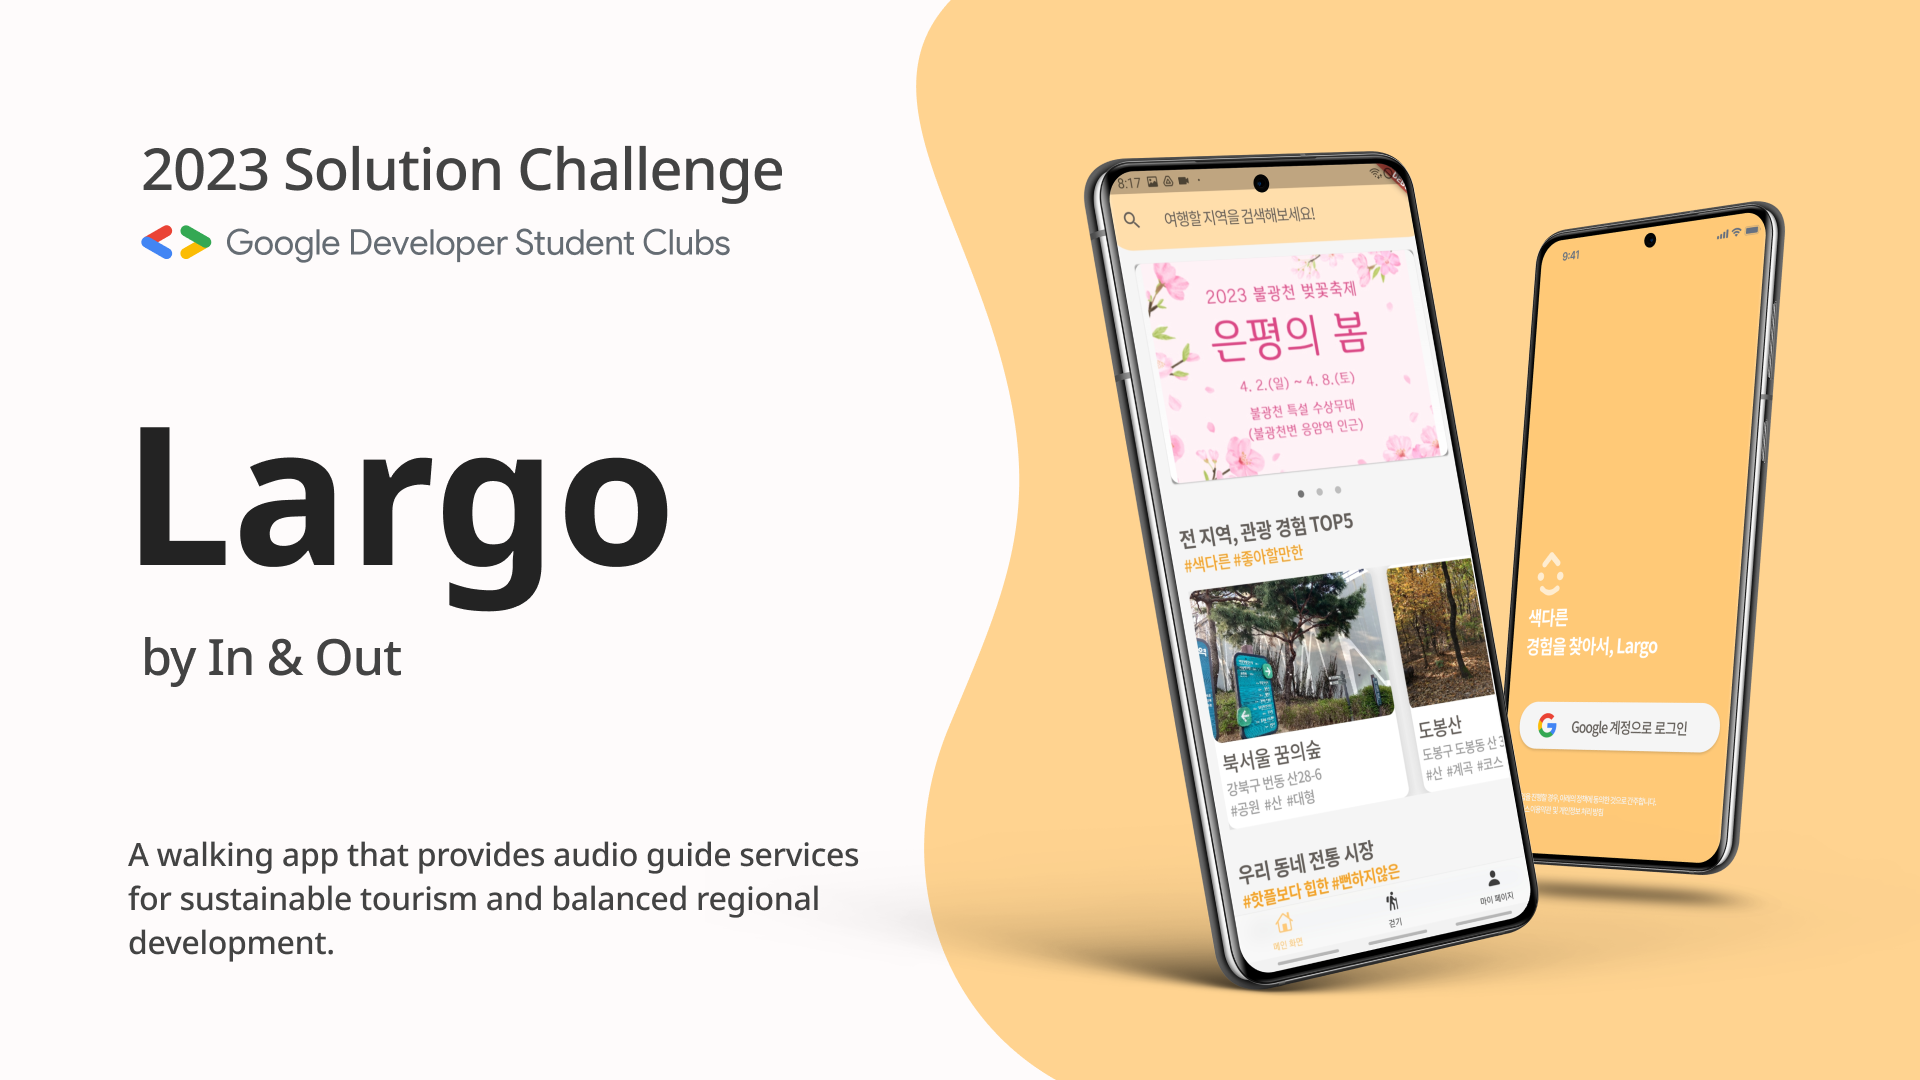 2023 Solution Challenge
Google Developer Student Clubs
Largo
by In & Out
A walking app that provides audio guide services
for sustainable tourism and balanced regional
development.
8:17
여행할 지역을 검색해보세요!
2023 불광천 벚꽃축제
은평의 봄
4. 2.(일) ~ 4. 8.(토)
불광천 특설 수상무대
(불광천변 응암역 인근)
전 지역, 관광 경험 TOP5
#색다른 #좋아할만한
북서울 꿈의숲
강북구 번동 산28-6
#공원 #산 #대형
도봉산
도봉구 도봉동 산
#산 #계곡 #코스
우리 동네 전통 시장
#핫플보다 힙한 #뻔하지않은
메인 화면
걷기
마이 페이지
9:41
색다른
경험을 찾아서, Largo
Google 계정으로 로그인